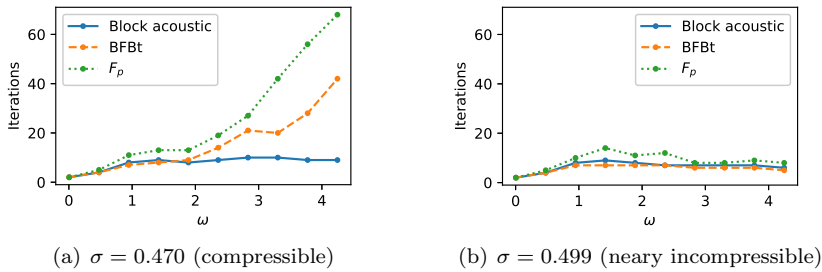 Block acoustic
BFBt
F_p
Iterations
60
40
20
0
0
1
2
3
4
ω
(a) σ = 0.470 (compressible)
Block acoustic
BFBt
F_p
Iterations
60
40
20
0
0
1
2
3
4
ω
(b) σ = 0.499 (neary incompressible)